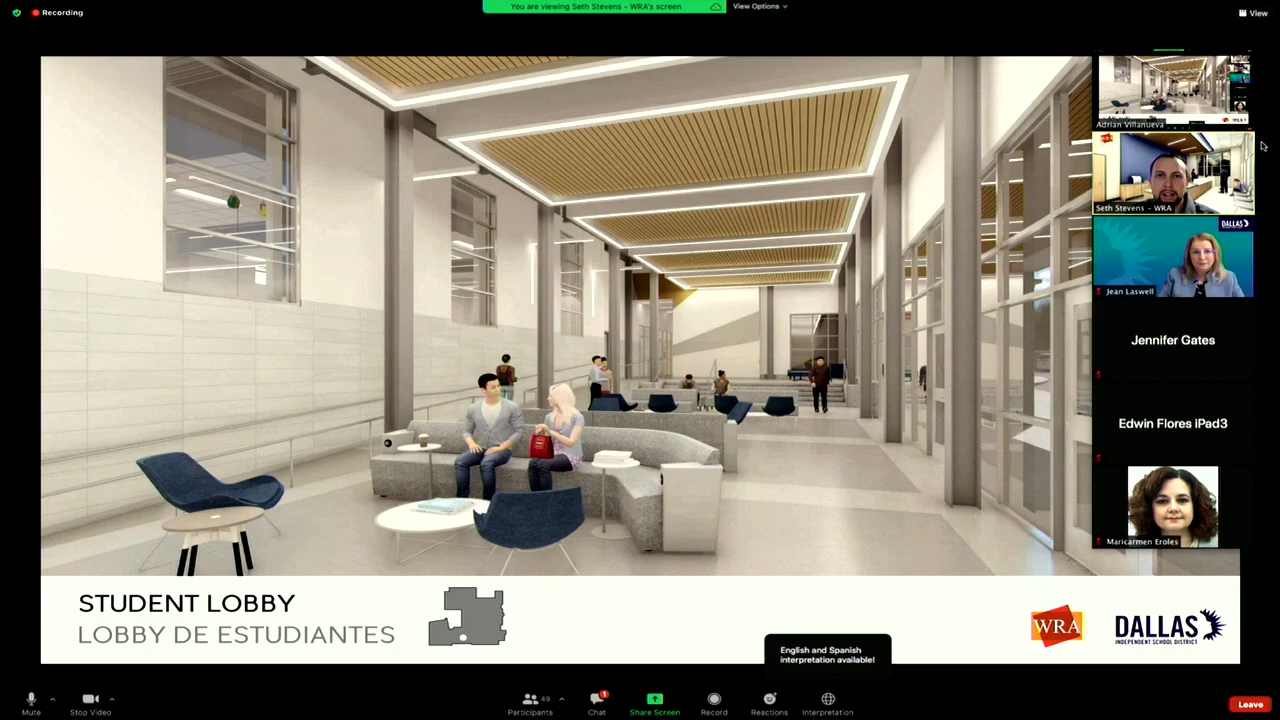 You are viewing Seth Stevens - WRA's screen
View Options
Recording
View
Adrian Villanueva
Seth Stevens - WRA
DALLAS
Jean Laswell
Jennifer Gates
Edwin Flores iPad3
Maricarmen Eroles
STUDENT LOBBY
LOBBY DE ESTUDIANTES
WRA
DALLAS
INDEPENDENT SCHOOL DISTRICT
English and Spanish
interpretation available!
Mute
Stop Video
Participants
49
Chat
1
Share Screen
Record
Reactions
Interpretation
Leave